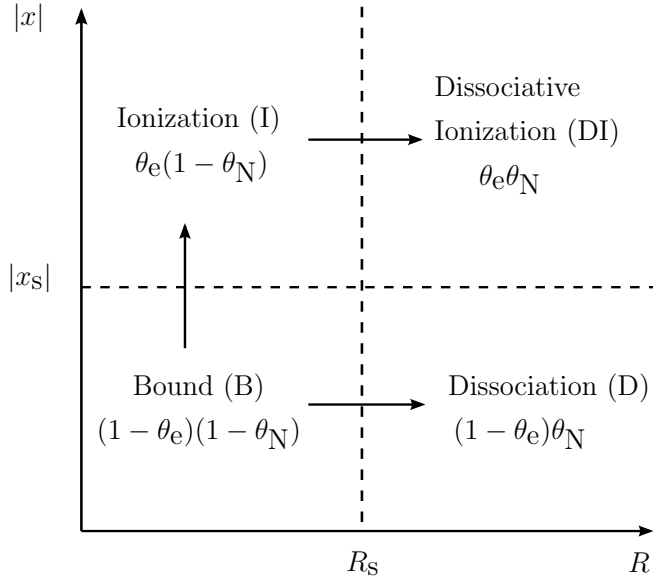 |x|
Ionization (I)
θe(1 − θN)
Dissociative
Ionization (DI)
θeθN
|xs|
Bound (B)
(1 − θe)(1 − θN)
Dissociation (D)
(1 − θe)θN
Rs
R